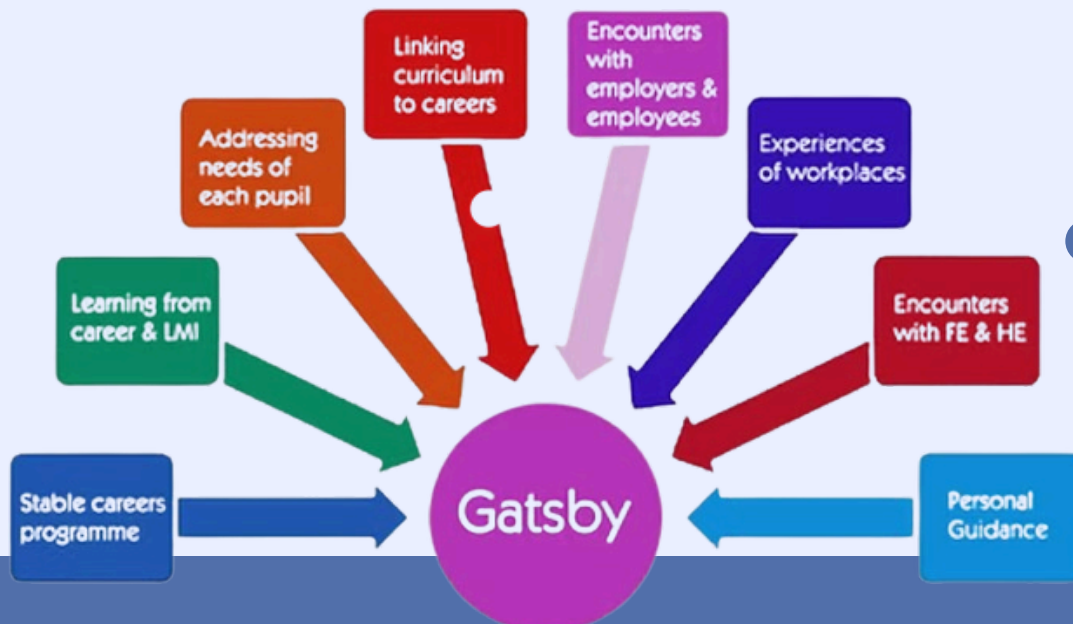 Linking
curriculum
to careers
Encounters
with
employers &
employees
Addressing
needs of
each pupil
Experiences
of workplaces
Learning from
career & LMI
Encounters
with FE & HE
Stable careers
programme
Gatsby
Personal
Guidance